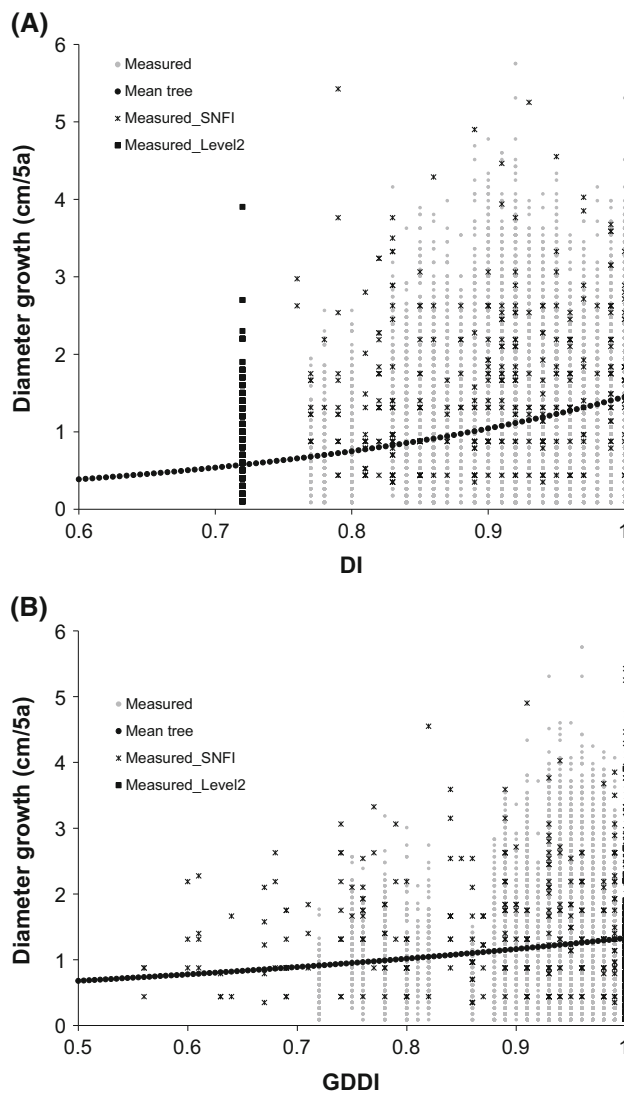 (A)
6
5
4
3
2
1
0
Diameter growth (cm/5a)
Measured
Mean tree
Measured_SNFI
Measured_Level2
0.6 0.7 0.8 0.9 1
DI
(B)
6
5
4
3
2
1
0
Diameter growth (cm/5a)
Measured
Mean tree
Measured_SNFI
Measured_Level2
0.5 0.6 0.7 0.8 0.9 1
GDDI